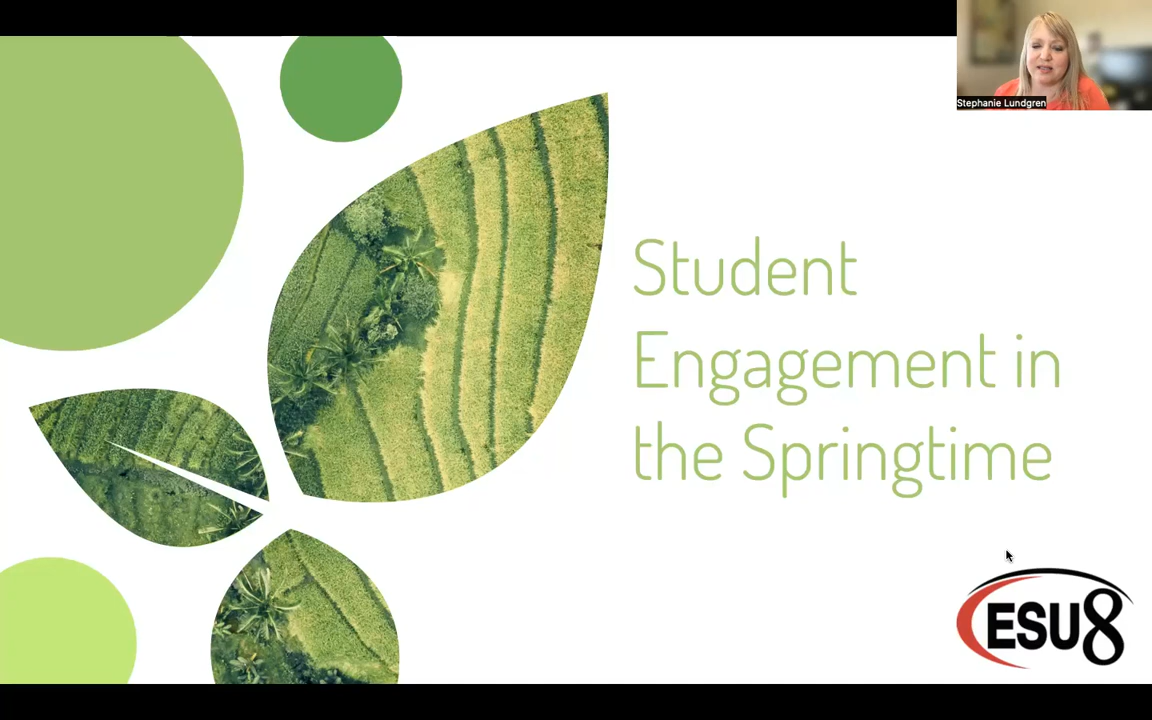 Stephanie Lundgren
Student
Engagement in
the Springtime
ESU8